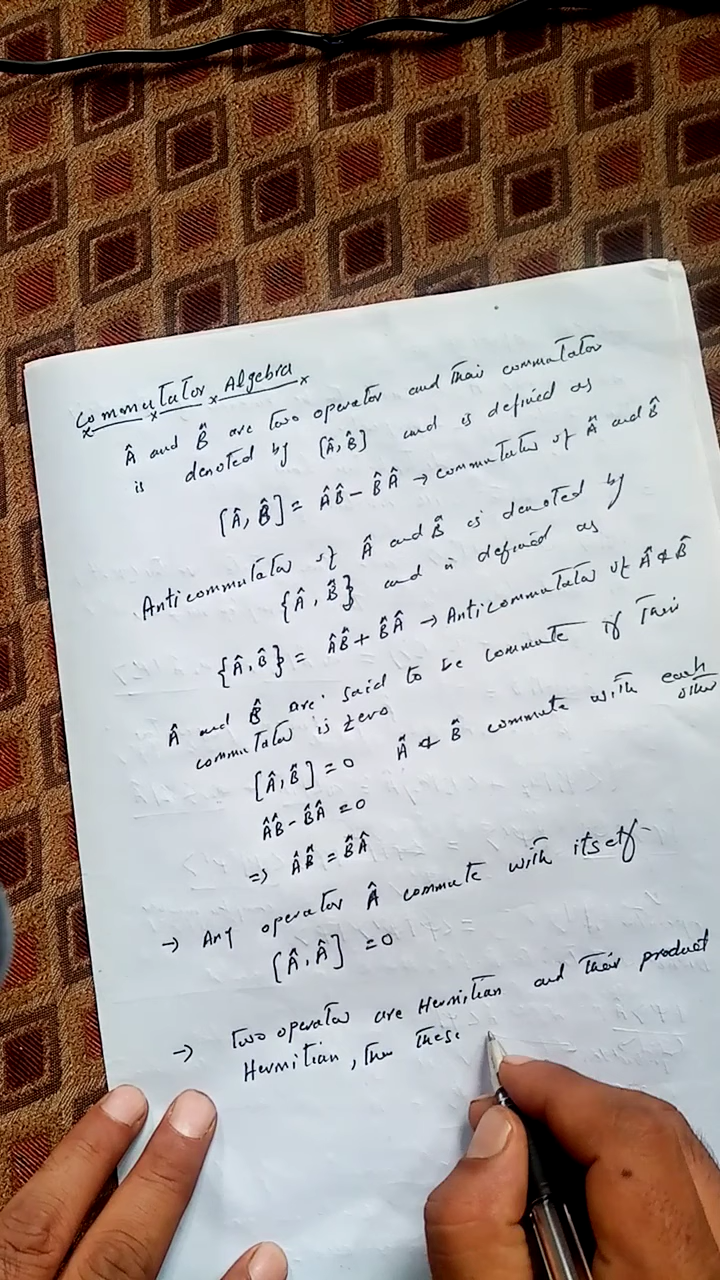 Commutator Algebra
Â and B̂ are two operator and their commutator
is denoted by [Â, B̂] and is defined as
[Â, B̂] = ÂB̂ - B̂Â → commutator of Â and B̂
Anticommutator of Â and B̂ is denoted by
{Â, B̂} and is defined as
{Â, B̂} = ÂB̂ + B̂Â → Anticommutator of Â & B̂
Â and B̂ are said to be commute if their
commutator is zero
[Â, B̂] = 0 Â & B̂ commute with each other
ÂB̂ - B̂Â = 0
=> ÂB̂ = B̂Â
→ Any operator Â commute with itself
[Â, Â] = 0
→ Two operator are Hermitian and their product
Hermitian, then these